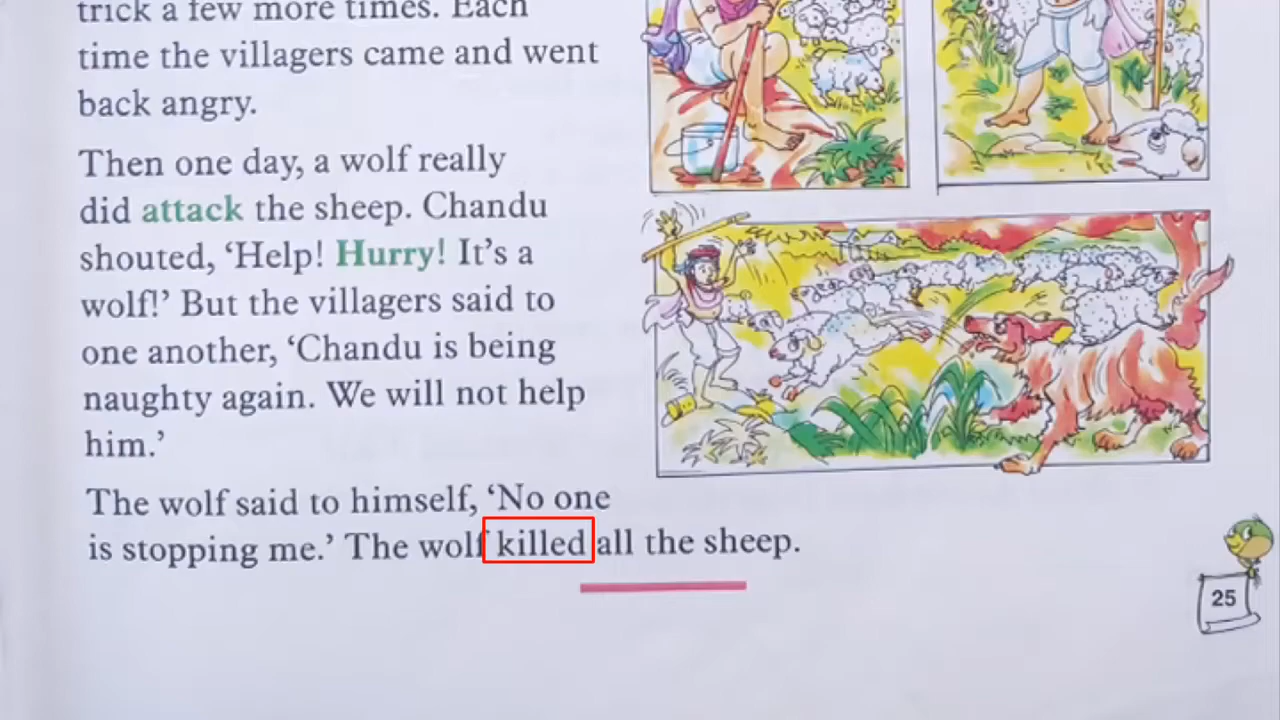 trick a few more times. Each
time the villagers came and went
back angry.
Then one day, a wolf really
did attack the sheep. Chandu
shouted, ‘Help! Hurry! It’s a
wolf!’ But the villagers said to
one another, ‘Chandu is being
naughty again. We will not help
him.’
The wolf said to himself, ‘No one
is stopping me.’ The wolf killed all the sheep.
25